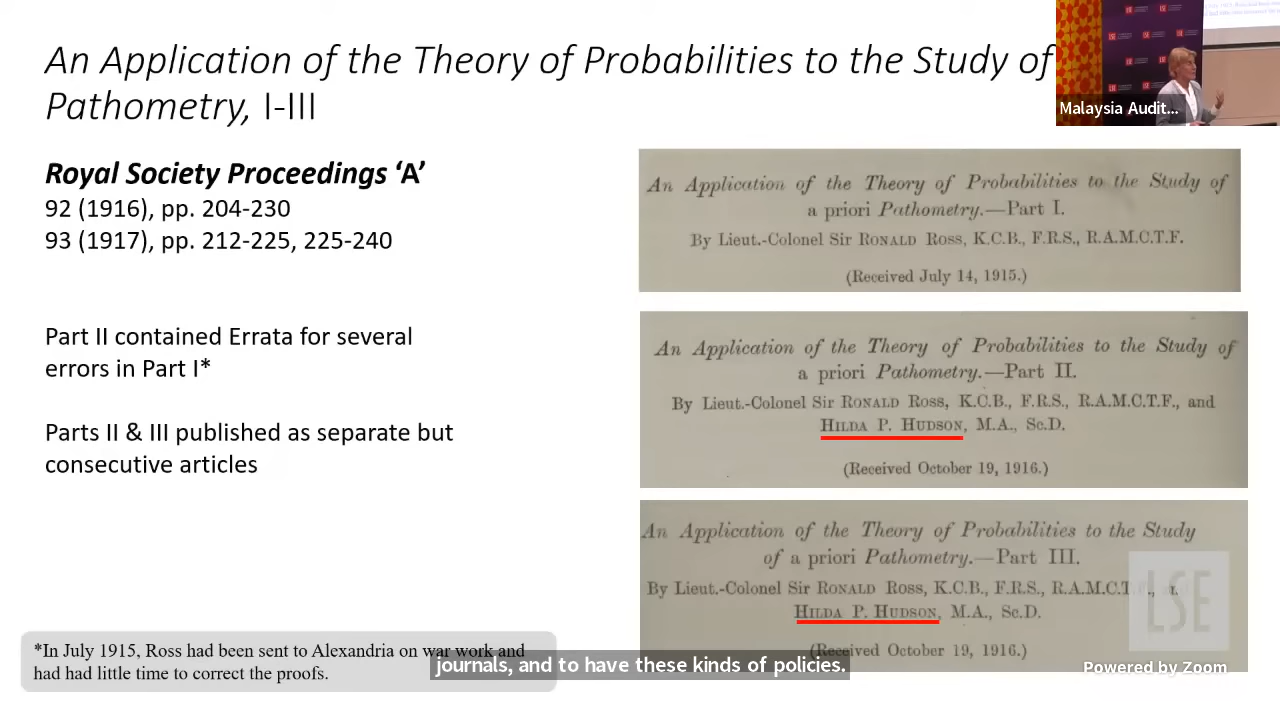 An Application of the Theory of Probabilities to the Study of
Pathometry, I-III
Malaysia Audit...
Royal Society Proceedings ‘A’
92 (1916), pp. 204-230
93 (1917), pp. 212-225, 225-240
Part II contained Errata for several
errors in Part I*
Parts II & III published as separate but
consecutive articles
An Application of the Theory of Probabilities to the Study of
a priori Pathometry.—Part I.
By Lieut.-Colonel Sir RONALD ROSS, K.C.B., F.R.S., R.A.M.C.T.F.
(Received July 14, 1915.)
An Application of the Theory of Probabilities to the Study of
a priori Pathometry.—Part II.
By Lieut.-Colonel Sir RONALD ROSS, K.C.B., F.R.S., R.A.M.C.T.F., and
HILDA P. HUDSON, M.A., Sc.D.
(Received October 19, 1916.)
An Application of the Theory of Probabilities to the Study
of a priori Pathometry.—Part III.
By Lieut.-Colonel Sir RONALD ROSS, K.C.B., F.R.S., R.A.M.C.T.F.,
HILDA P. HUDSON, M.A., Sc.D.
(Received October 19, 1916.)
LSE
*In July 1915, Ross had been sent to Alexandria on war work and
had had little time to correct the proofs.
journals, and to have these kinds of policies.
Powered by Zoom